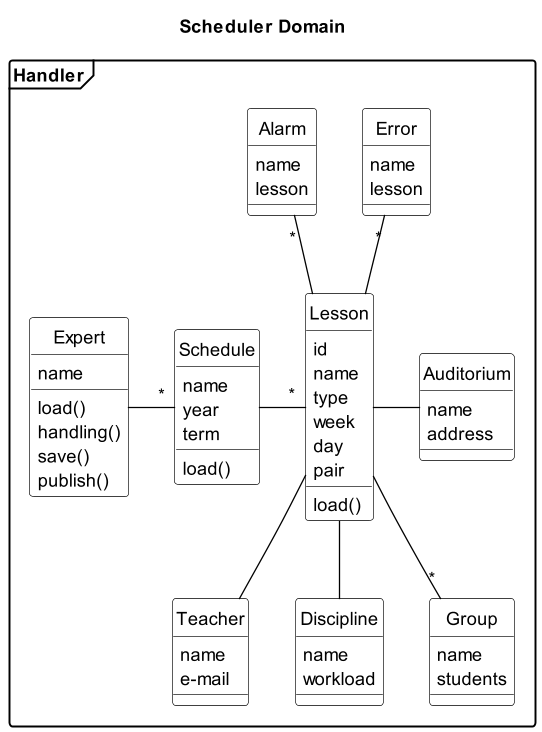 Scheduler Domain
Handler
Alarm
name
lesson
Error
name
lesson
*
*
Expert
name
load()
handling()
save()
publish()
*
Schedule
name
year
term
load()
*
Lesson
id
name
type
week
day
pair
load()
Auditorium
name
address
*
Teacher
name
e-mail
Discipline
name
workload
Group
name
students